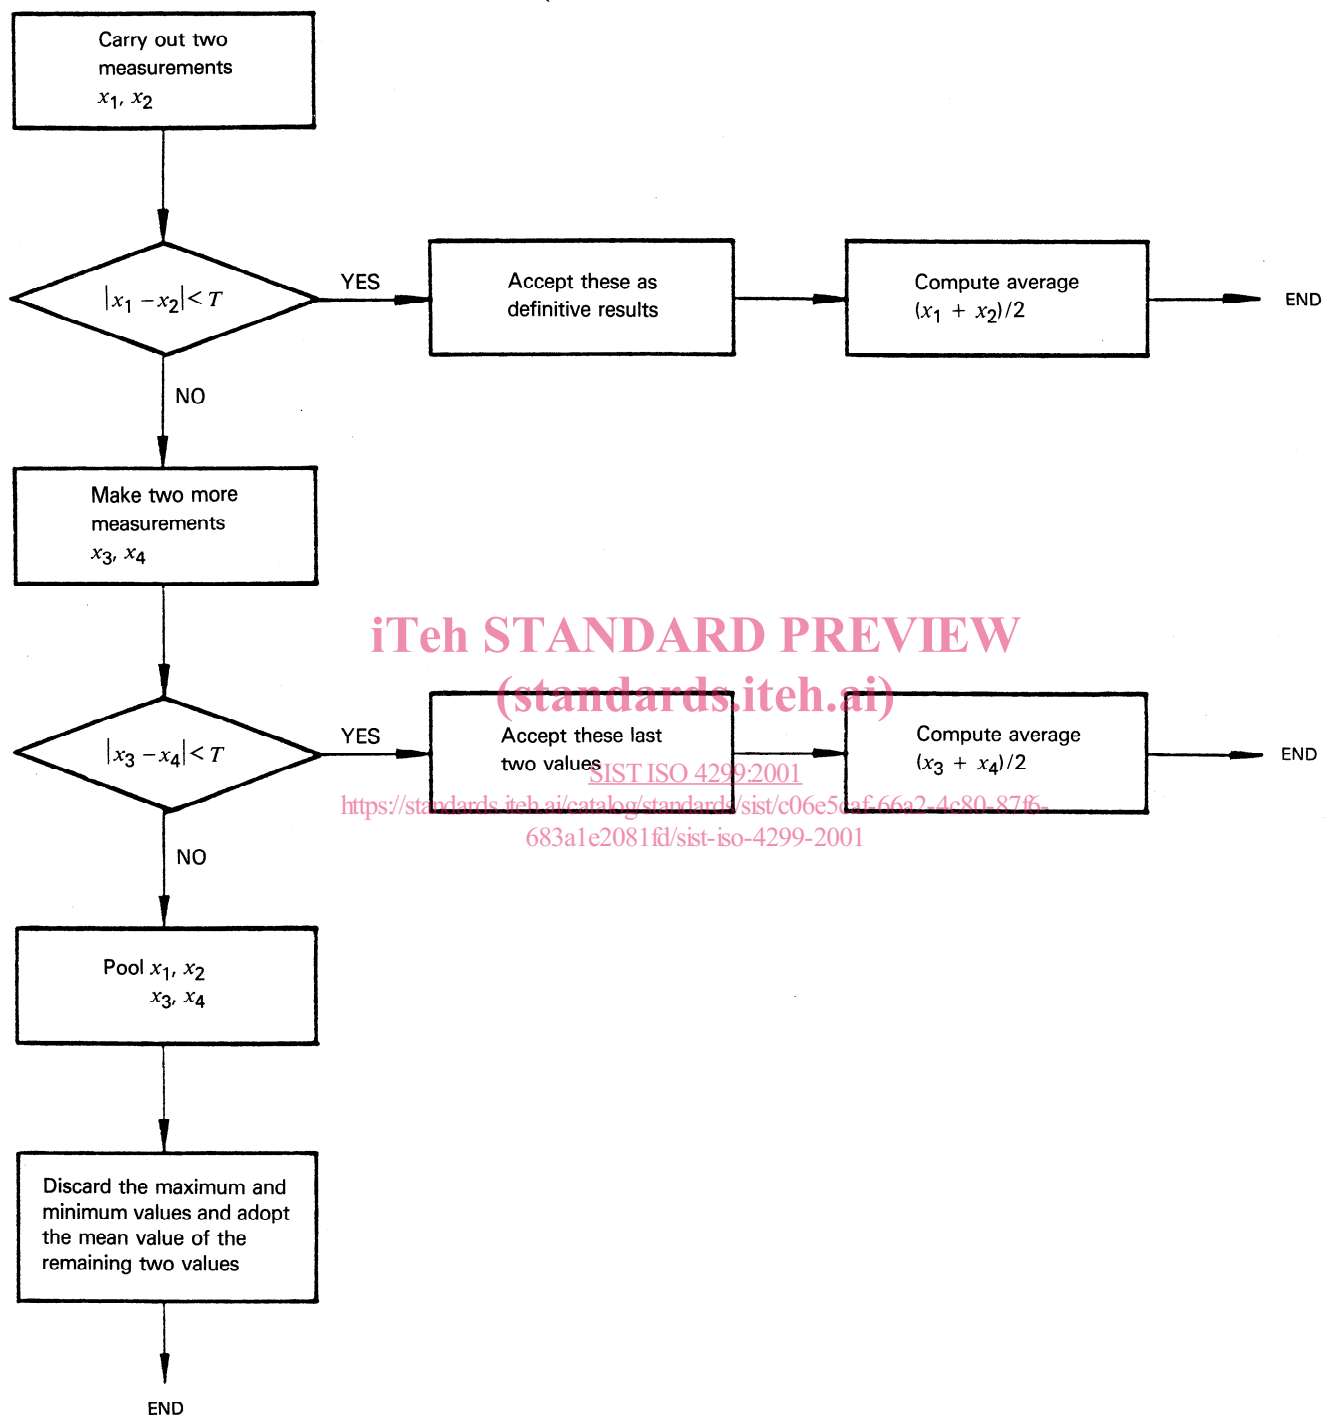 Carry out two
measurements
x1, x2
|x1 − x2| < T
YES
Accept these as
definitive results
Compute average
(x1 + x2)/2
END
NO
Make two more
measurements
x3, x4
iTeh STANDARD PREVIEW
(standards.iteh.ai)
|x3 − x4| < T
YES
Accept these last
two values
Compute average
(x3 + x4)/2
END
SIST ISO 4299:2001
https://standards.iteh.ai/catalog/standards/sist/c06e5caf-66a2-4c80-87f6-
683a1e2081fd/sist-iso-4299-2001
NO
Pool x1, x2
x3, x4
Discard the maximum and
minimum values and adopt
the mean value of the
remaining two values
END